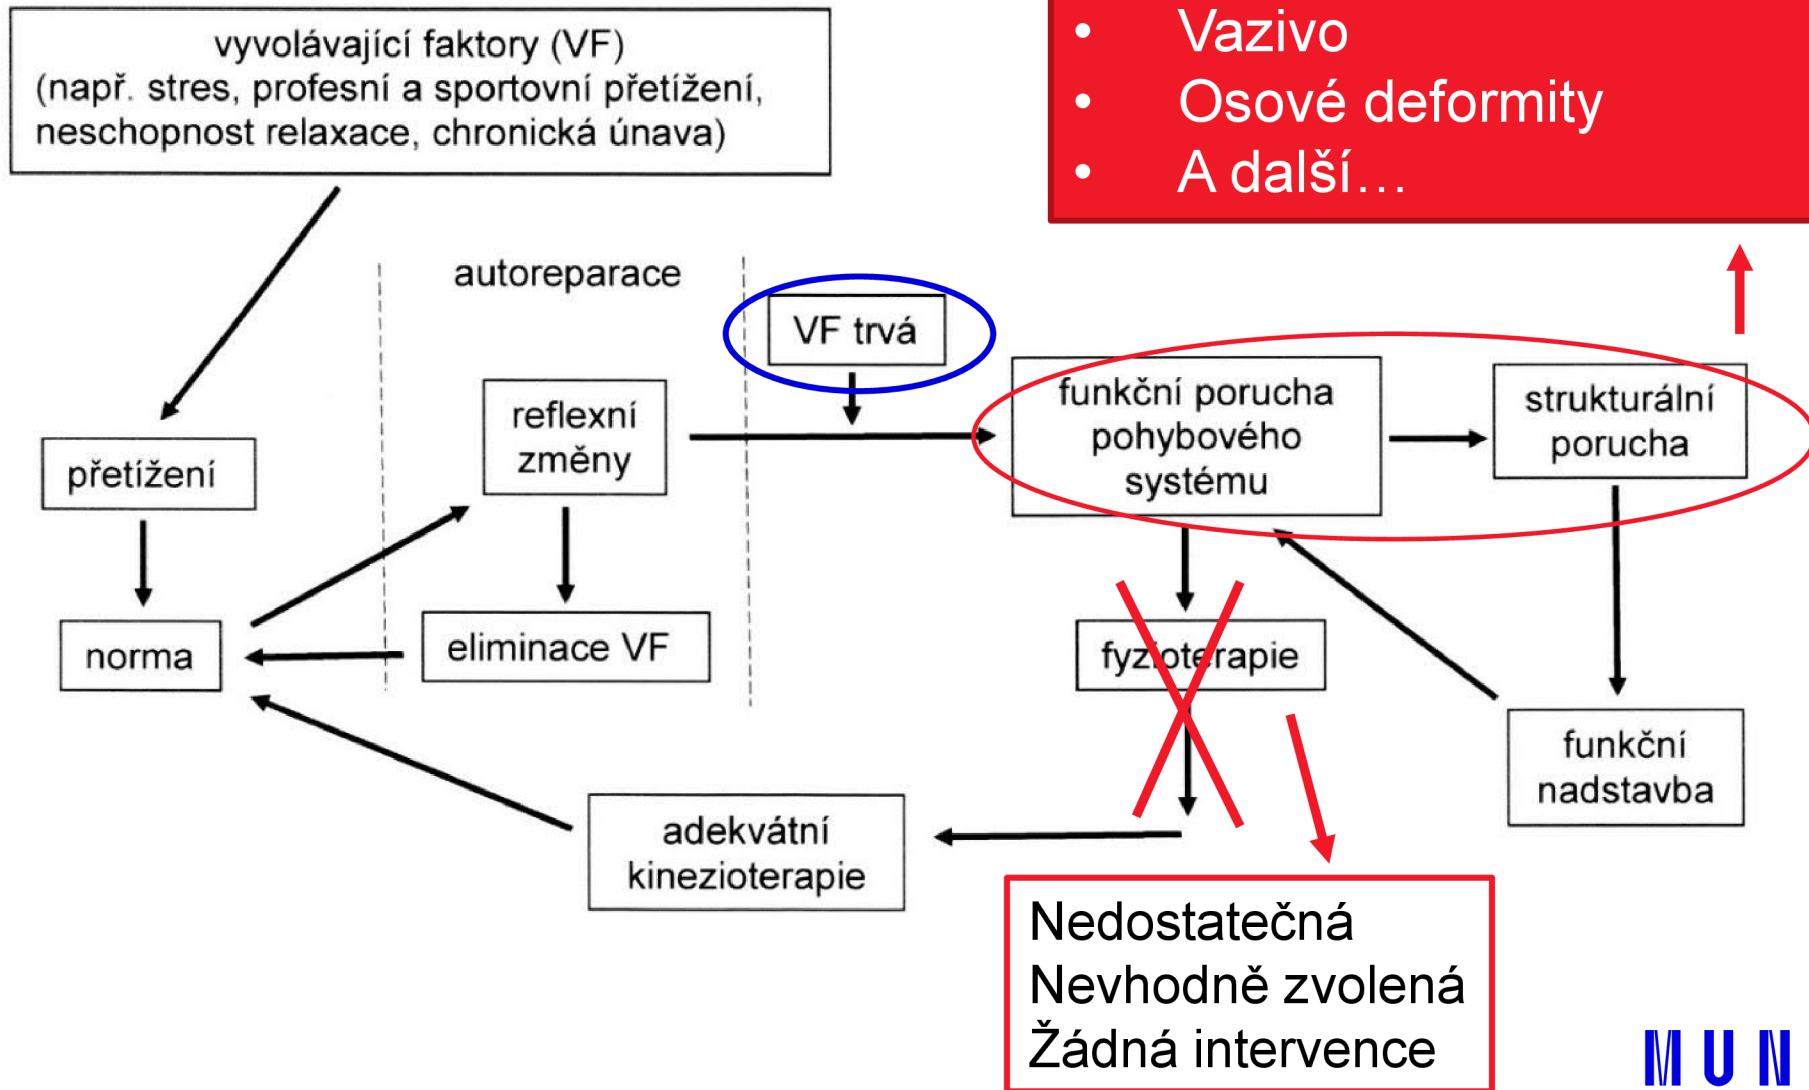 vyvolávající faktory (VF)
(např. stres, profesní a sportovní přetížení,
neschopnost relaxace, chronická únava)
• Vazivo
• Osové deformity
• A další…
autoreparace
VF trvá
přetížení
reflexní
změny
funkční porucha
pohybového
systému
strukturální
porucha
norma
eliminace VF
fyzioterapie
funkční
nadstavba
adekvátní
kinezioterapie
Nedostatečná
Nevhodně zvolená
Žádná intervence
MUN